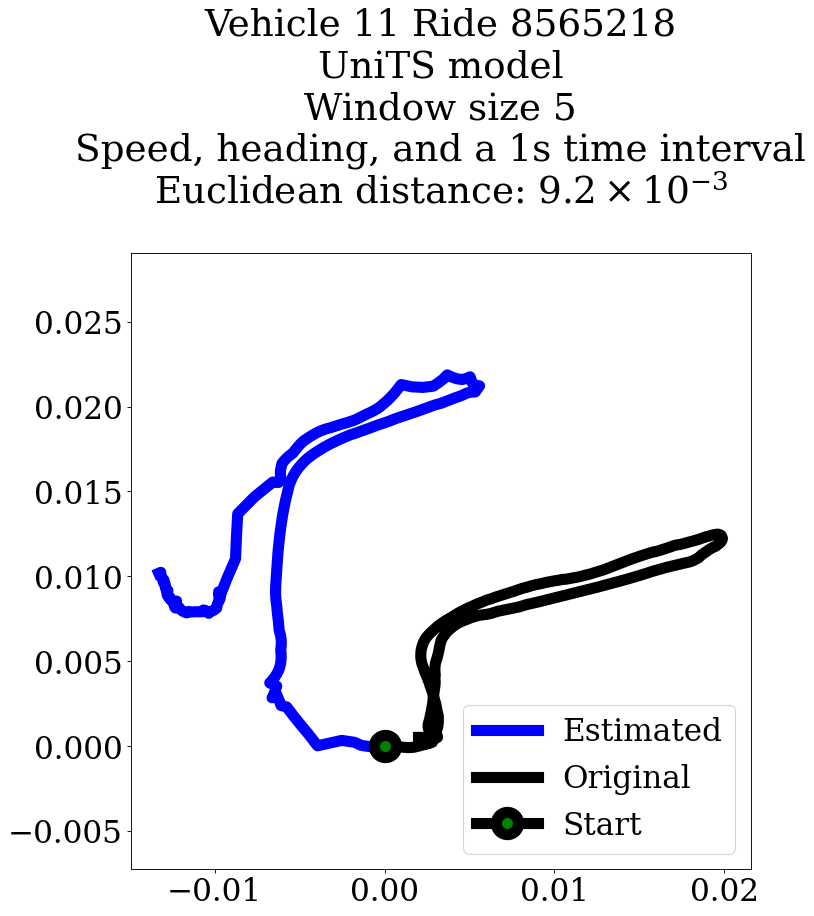 Vehicle 11 Ride 8565218
UniTS model
Window size 5
Speed, heading, and a 1s time interval
Euclidean distance: 9.2 × 10⁻³
0.025
0.020
0.015
0.010
0.005
0.000
−0.005
−0.01 0.00 0.01 0.02
Estimated
Original
Start